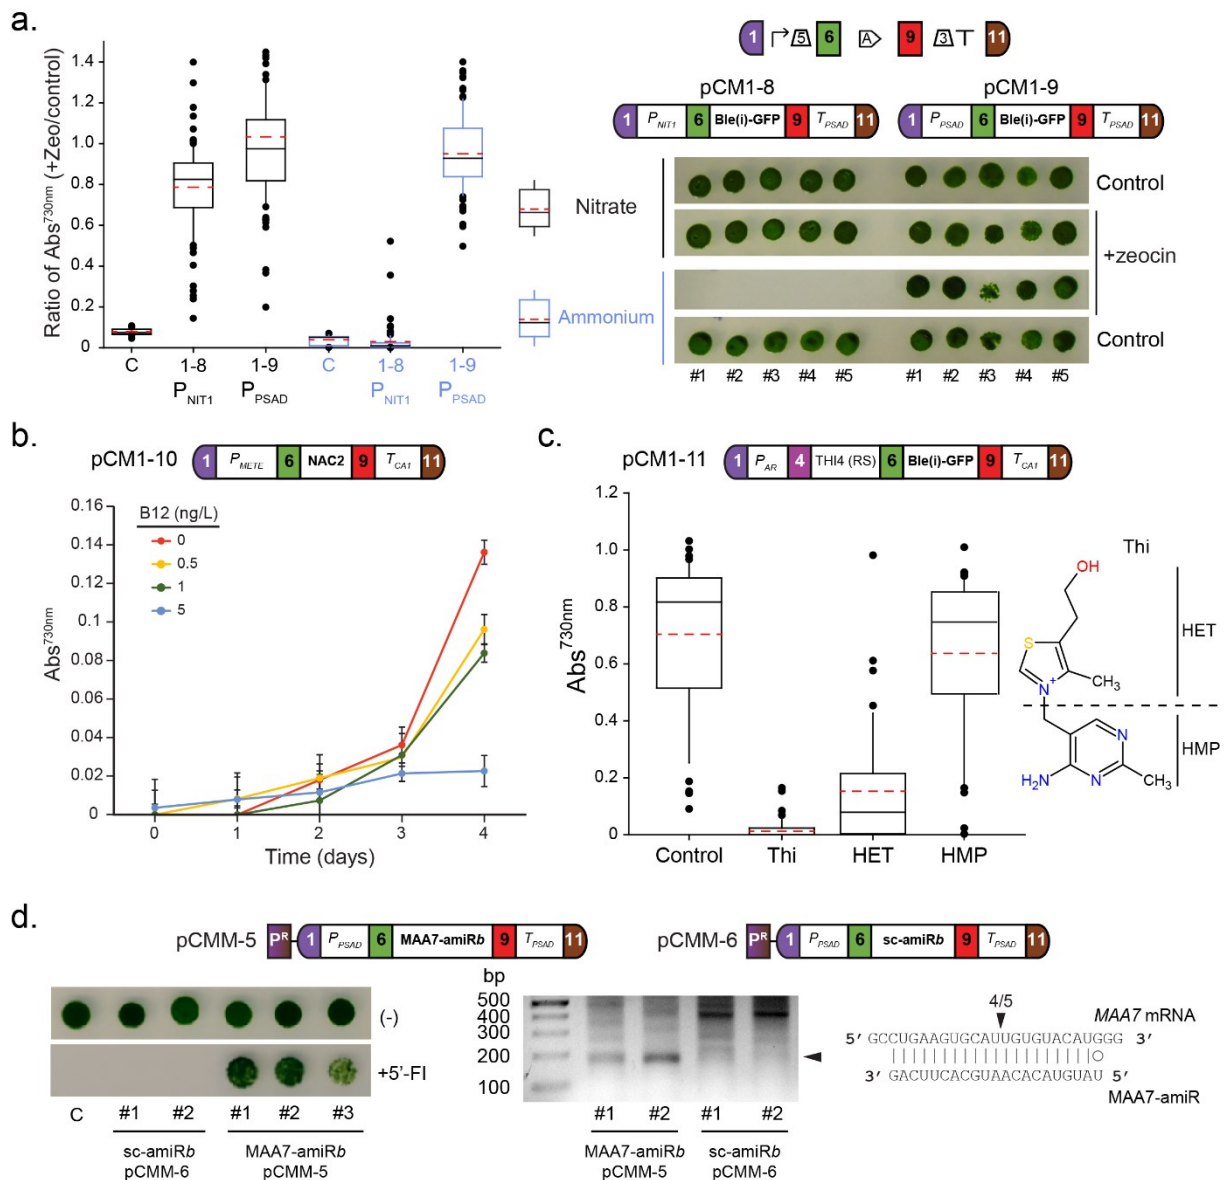 a.
1 5 6 A 9 3 11
pCM1-8 pCM1-9
1 PNIT1 6 Ble(i)-GFP 9 TPSAD 11 1 PPSAD 6 Ble(i)-GFP 9 TPSAD 11
Ratio of Abs730nm (+Zeo/control)
1.4
1.2
1.0
0.8
0.6
0.4
0.2
0
C 1-8 1-9 C 1-8 1-9
PNIT1 PPSAD PNIT1 PPSAD
Nitrate
Ammonium
Control
+zeocin
Control
#1 #2 #3 #4 #5 #1 #2 #3 #4 #5
b.
pCM1-10 1 PMETE 6 NAC2 9 TCA1 11
Abs730nm
0.16
0.14
0.12
0.1
0.08
0.06
0.04
0.02
0
B12 (ng/L)
0
0.5
1
5
0 1 2 3 4
Time (days)
c.
pCM1-11 1 PAR 4 THI4 (RS) 6 Ble(i)-GFP 9 TCA1 11
Abs730nm
1.2
1.0
0.8
0.6
0.4
0.2
0
Control Thi HET HMP
Thi
OH
S
N+
CH3
HET
HMP
N
H2N
N
CH3
d.
pCMM-5 PR 1 PPSAD 6 MAA7-amiRb 9 TPSAD 11
pCMM-6 PR 1 PPSAD 6 sc-amiRb 9 TPSAD 11
(-)
+5'-FI
C #1 #2 #1 #2 #3
sc-amiRb MAA7-amiRb
pCMM-6 pCMM-5
bp
500
400
300
200
100
#1 #2 #1 #2
MAA7-amiRb sc-amiRb
pCMM-5 pCMM-6
4/5
MAA7 mRNA
5' GCCUGAAGUGCAUUGUGUACAUGGG 3'
3' GACUUCACGUAACACAUGUAU 5'
MAA7-amiR